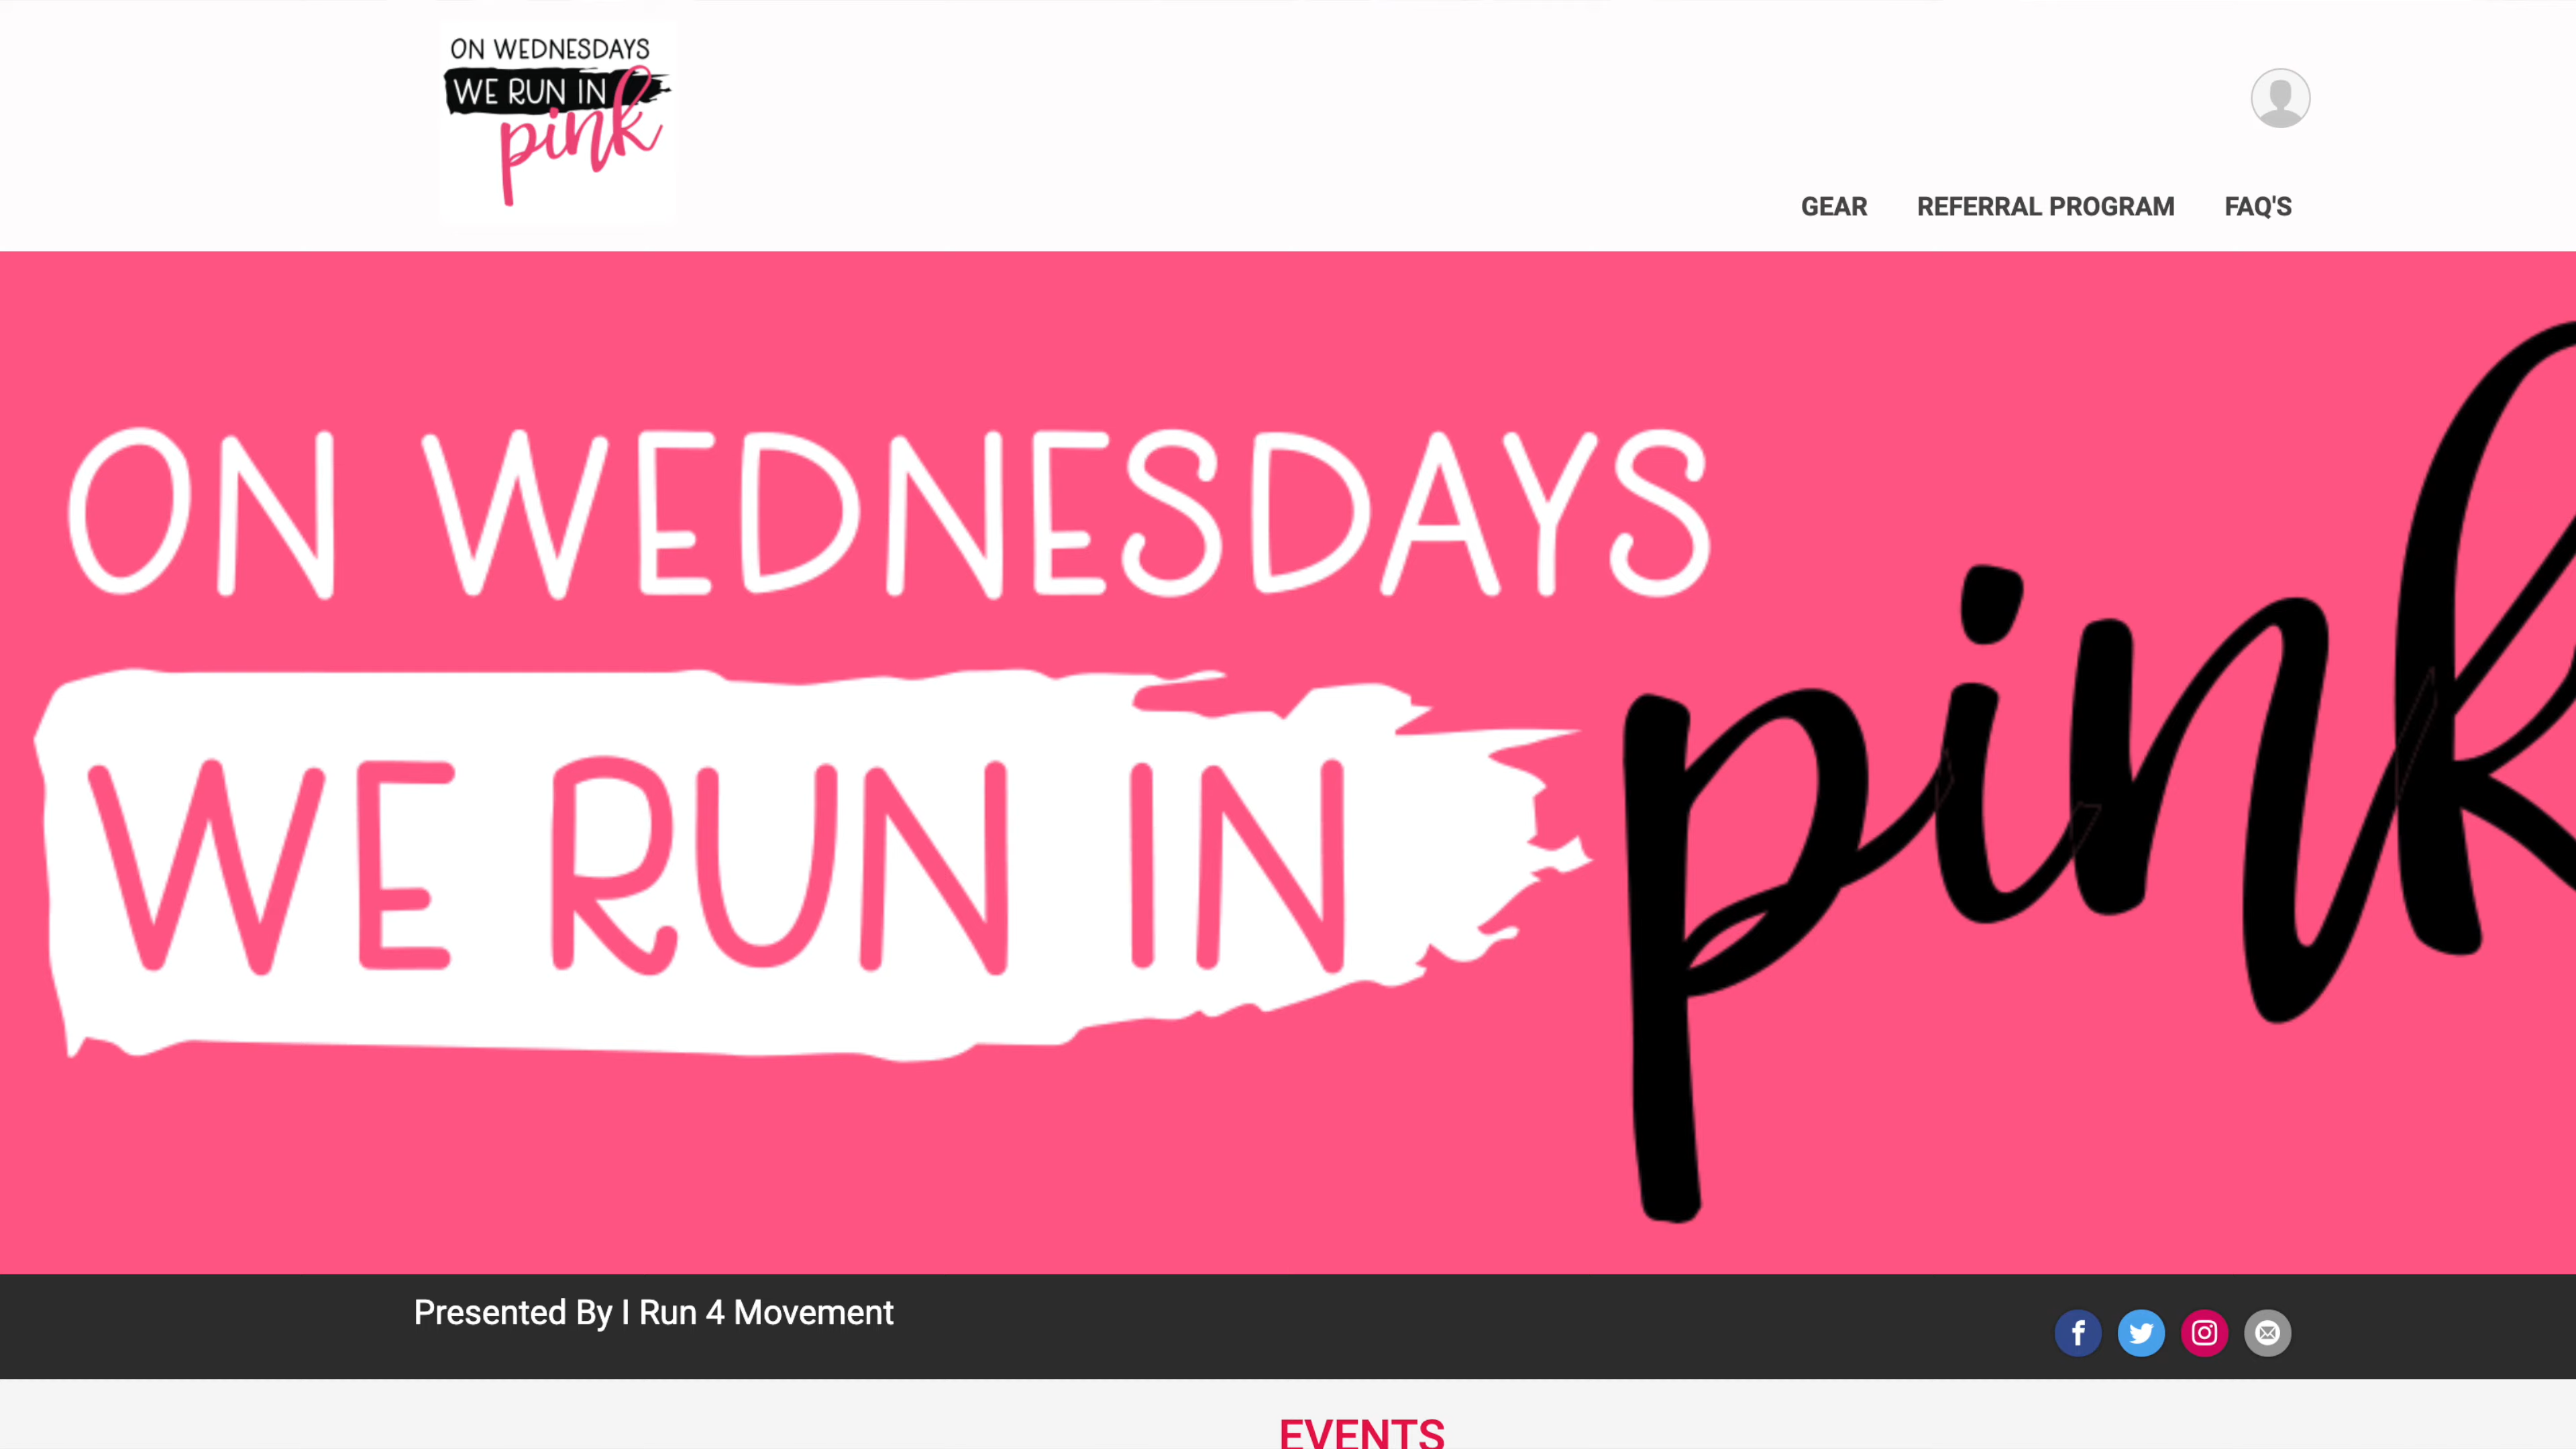 ON WEDNESDAYS
WE RUN IN
pink
GEAR REFERRAL PROGRAM FAQ'S
ON WEDNESDAYS
WE RUN IN
pink
Presented By I Run 4 Movement
EVENTS